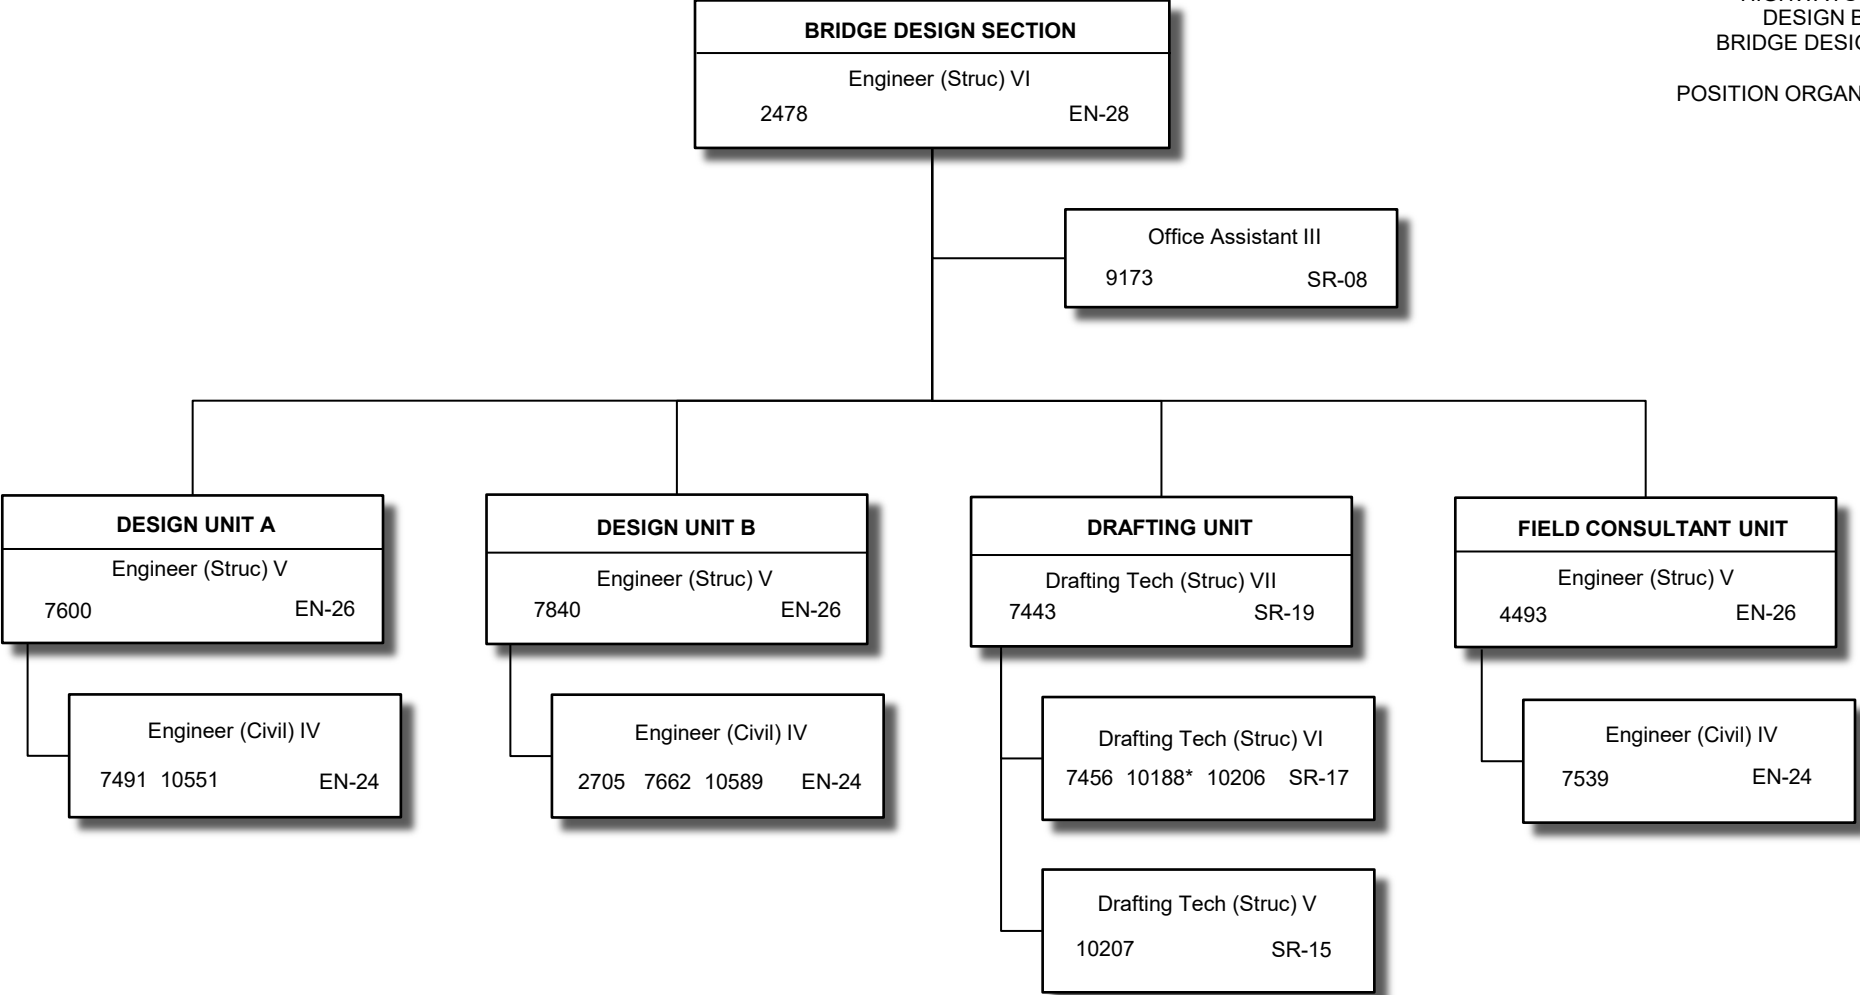 DESIGN B
BRIDGE DESIG
POSITION ORGAN
BRIDGE DESIGN SECTION
Engineer (Struc) VI
2478 EN-28
Office Assistant III
9173 SR-08
DESIGN UNIT A
Engineer (Struc) V
7600 EN-26
Engineer (Civil) IV
7491 10551 EN-24
DESIGN UNIT B
Engineer (Struc) V
7840 EN-26
Engineer (Civil) IV
2705 7662 10589 EN-24
DRAFTING UNIT
Drafting Tech (Struc) VII
7443 SR-19
Drafting Tech (Struc) VI
7456 10188* 10206 SR-17
Drafting Tech (Struc) V
10207 SR-15
FIELD CONSULTANT UNIT
Engineer (Struc) V
4493 EN-26
Engineer (Civil) IV
7539 EN-24